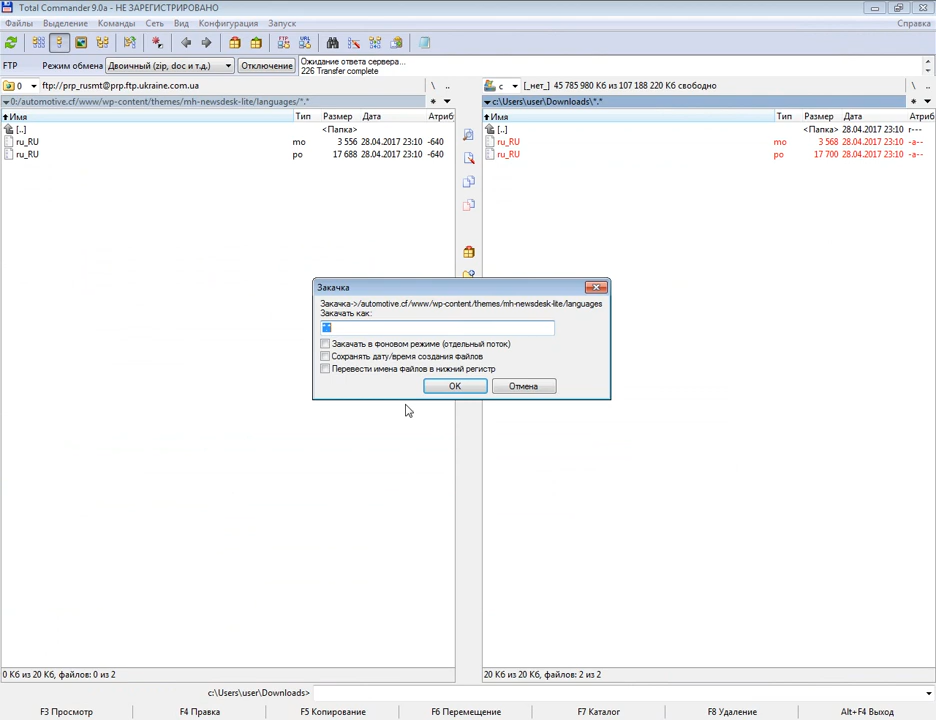 Total Commander 9.0a - НЕ ЗАРЕГИСТРИРОВАНО
Файлы Выделение Команды Сеть Вид Конфигурация Запуск Справка
FTP Режим обмена Двоичный (zip, doc и т.д.) Отключение Ожидание ответа сервера...
226 Transfer complete
0 ftp://prp_rusmt@prp.ftp.ukraine.com.ua \ .. c [_нет_] 45 785 980 Кб из 107 188 220 Кб свободно \ ..
0:/automotive.cf/www/wp-content/themes/mh-newsdesk-lite/languages/*.* * c:\Users\user\Downloads\*.* *
Имя Тип Размер Дата Атриб Имя Тип Размер Дата Атриб
[..] <Папка> [..] <Папка> 28.04.2017 23:10 r---
ru_RU mo 3 556 28.04.2017 23:10 -640 ru_RU mo 3 568 28.04.2017 23:10 -a--
ru_RU po 17 688 28.04.2017 23:10 -640 ru_RU po 17 700 28.04.2017 23:10 -a--
Закачка
Закачка->/automotive.cf/www/wp-content/themes/mh-newsdesk-lite/languages
Закачать как:
*.*
Закачать в фоновом режиме (отдельный поток)
Сохранять дату/время создания файлов
Перевести имена файлов в нижний регистр
OK Отмена
0 Кб из 20 Кб, файлов: 0 из 2 20 Кб из 20 Кб, файлов: 2 из 2
c:\Users\user\Downloads>
F3 Просмотр F4 Правка F5 Копирование F6 Перемещение F7 Каталог F8 Удаление Alt+F4 Выход